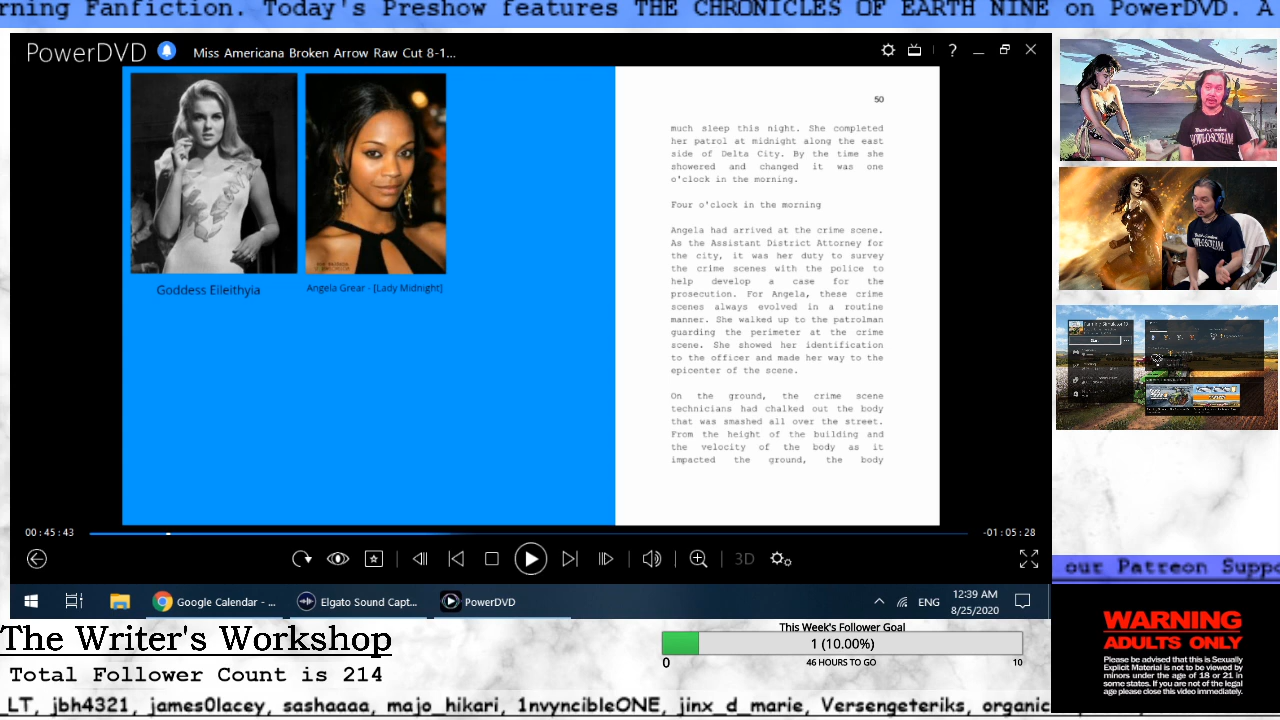 rning Fanfiction. Today's Preshow features THE CHRONICLES OF EARTH NINE on PowerDVD. A
PowerDVD
Miss Americana Broken Arrow Raw Cut 8-1...
Goddess Eileithyia
Angela Grear - [Lady Midnight]
50
much sleep this night. She completed
her patrol at midnight along the east
side of Delta City. By the time she
showered and changed it was one
o'clock in the morning.
Four o'clock in the morning
Angela had arrived at the crime scene.
As the Assistant District Attorney for
the city, it was her duty to survey
the crime scenes with the police to
help develop a case for the
prosecution. For Angela, these crime
scenes always evolved in a routine
manner. She walked up to the patrolman
guarding the perimeter at the crime
scene. She showed her identification
to the officer and made her way to the
epicenter of the scene.
On the ground, the crime scene
technicians had chalked out the body
that was smashed all over the street.
From the height of the building and
the velocity of the body as it
impacted the ground, the body
00:45:43
-01:05:28
3D
Google Calendar - ...
Elgato Sound Capt...
PowerDVD
ENG
12:39 AM
8/25/2020
our Patreon Suppo
WARNING
ADULTS ONLY
Please be advised that this is Sexually
Explicit Material is not to be viewed by
minors under the age of 18 or 21 in
some states. If you are not of the legal
age please close this video immediately.
The Writer's Workshop
Total Follower Count is 214
This Week's Follower Goal
1 (10.00%)
0
46 HOURS TO GO
10
LT, jbh4321, james0lacey, sashaaaa, majo_hikari, 1nvyncibleONE, jinx_d_marie, Versengeteriks, organic